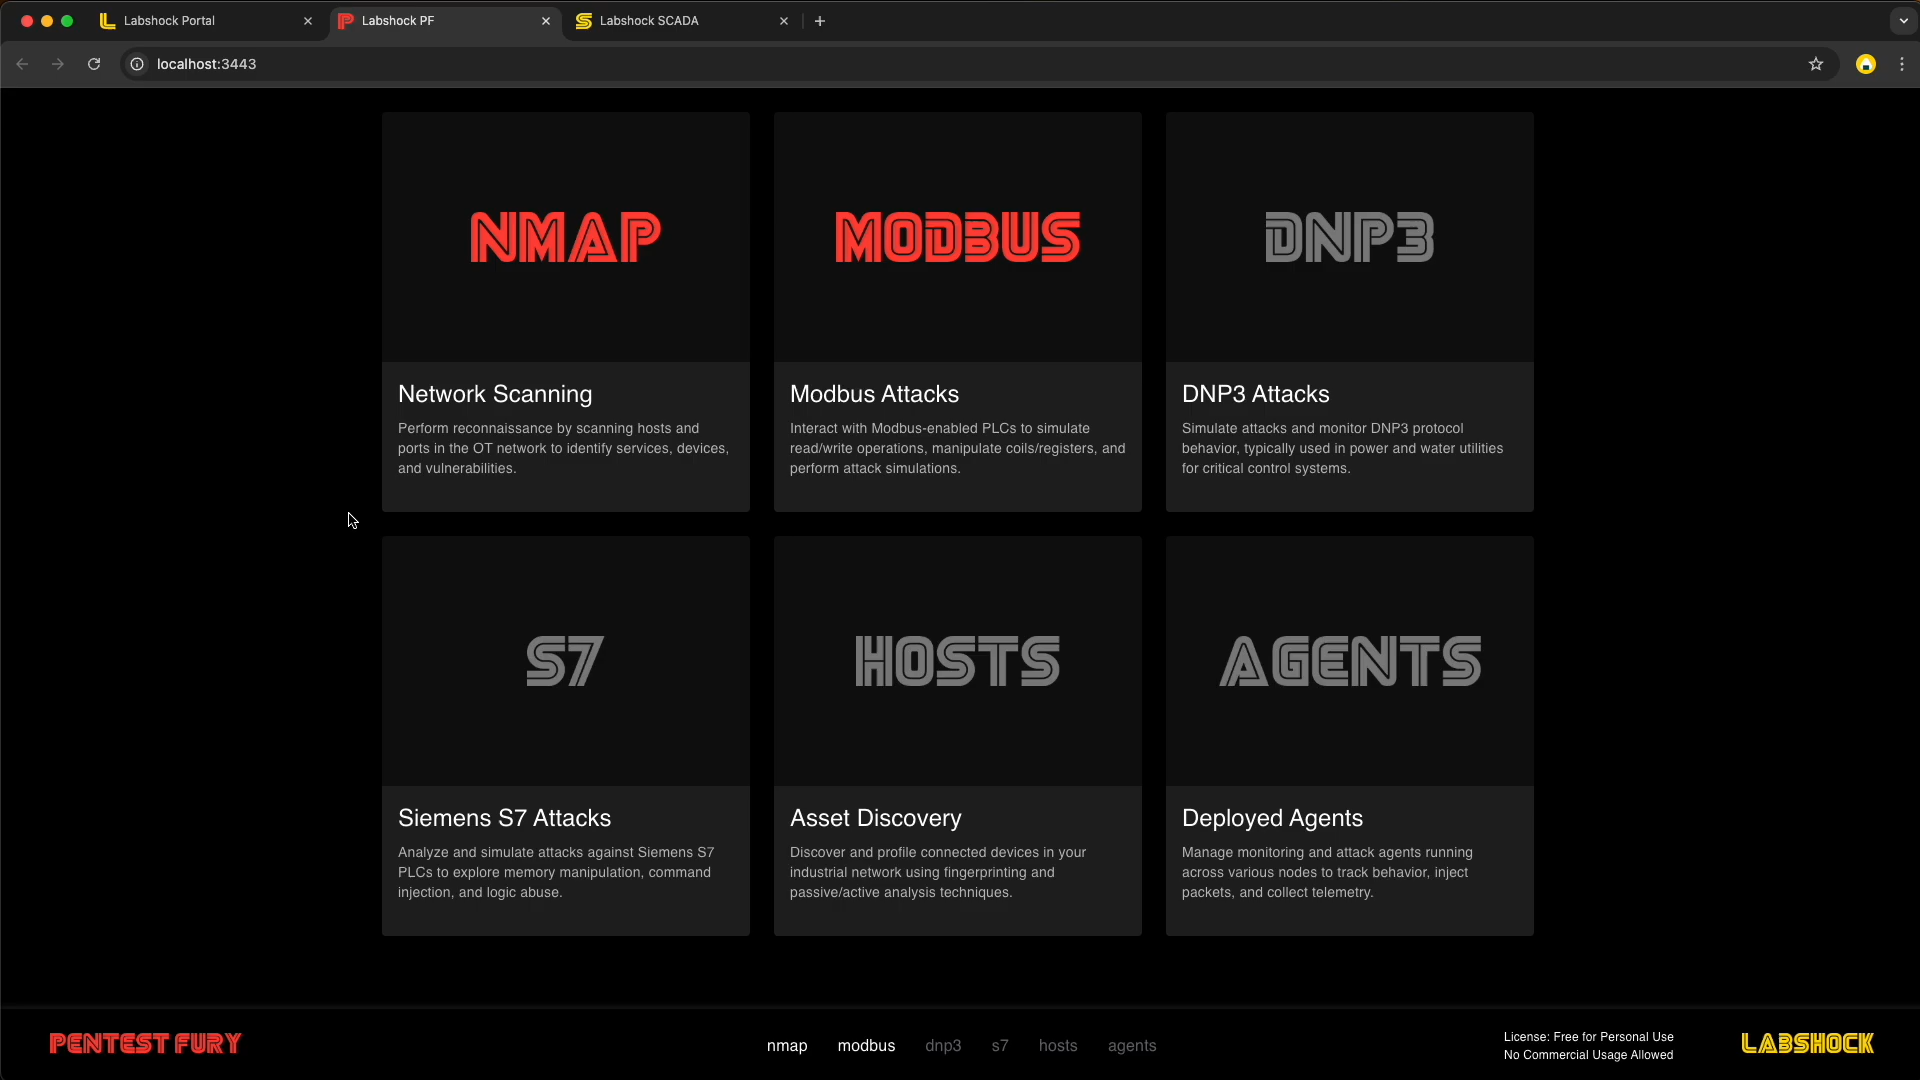 Labshock Portal
Labshock PF
Labshock SCADA
localhost:3443
NMAP
MODBUS
DNP3
Network Scanning
Perform reconnaissance by scanning hosts and
ports in the OT network to identify services, devices,
and vulnerabilities.
Modbus Attacks
Interact with Modbus-enabled PLCs to simulate
read/write operations, manipulate coils/registers, and
perform attack simulations.
DNP3 Attacks
Simulate attacks and monitor DNP3 protocol
behavior, typically used in power and water utilities
for critical control systems.
S7
HOSTS
AGENTS
Siemens S7 Attacks
Analyze and simulate attacks against Siemens S7
PLCs to explore memory manipulation, command
injection, and logic abuse.
Asset Discovery
Discover and profile connected devices in your
industrial network using fingerprinting and
passive/active analysis techniques.
Deployed Agents
Manage monitoring and attack agents running
across various nodes to track behavior, inject
packets, and collect telemetry.
PENTEST FURY
nmap modbus dnp3 s7 hosts agents
License: Free for Personal Use
No Commercial Usage Allowed
LABSHOCK